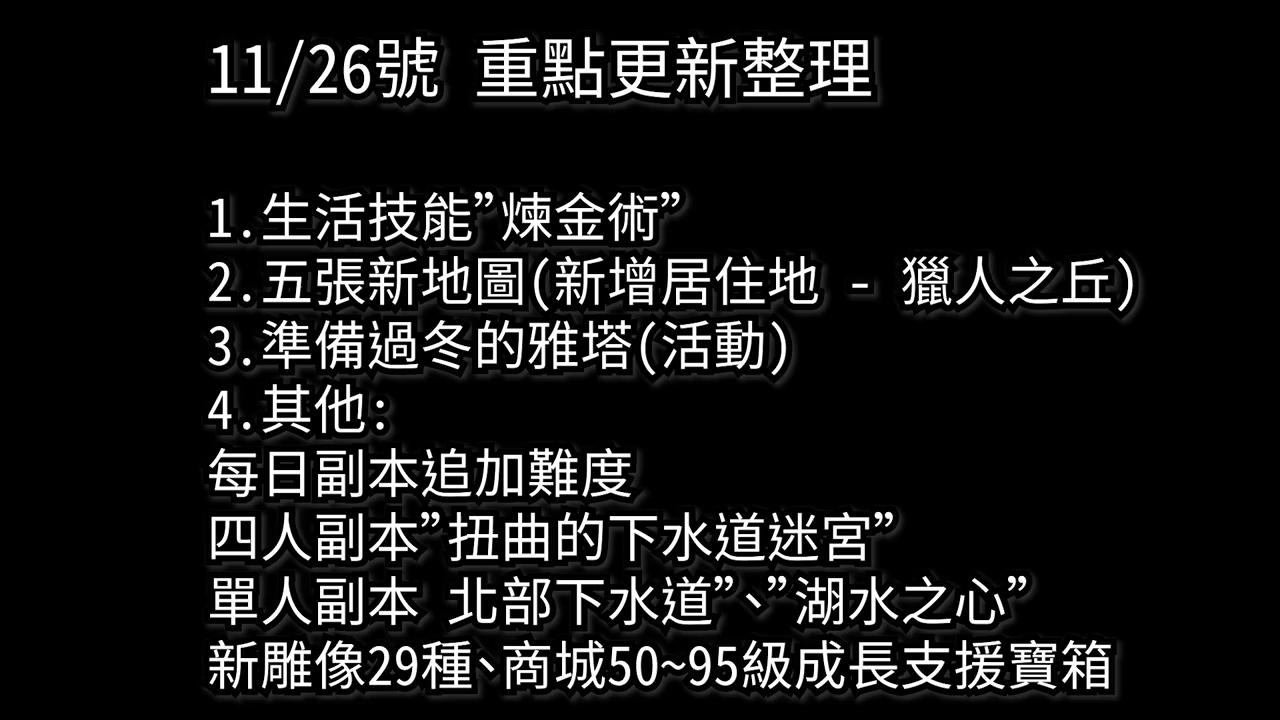 11/26號 重點更新整理
1.生活技能”煉金術”
2.五張新地圖(新增居住地 - 獵人之丘)
3.準備過冬的雅塔(活動)
4.其他:
每日副本追加難度
四人副本”扭曲的下水道迷宮”
單人副本 北部下水道”、”湖水之心”
新雕像29種、商城50~95級成長支援寶箱